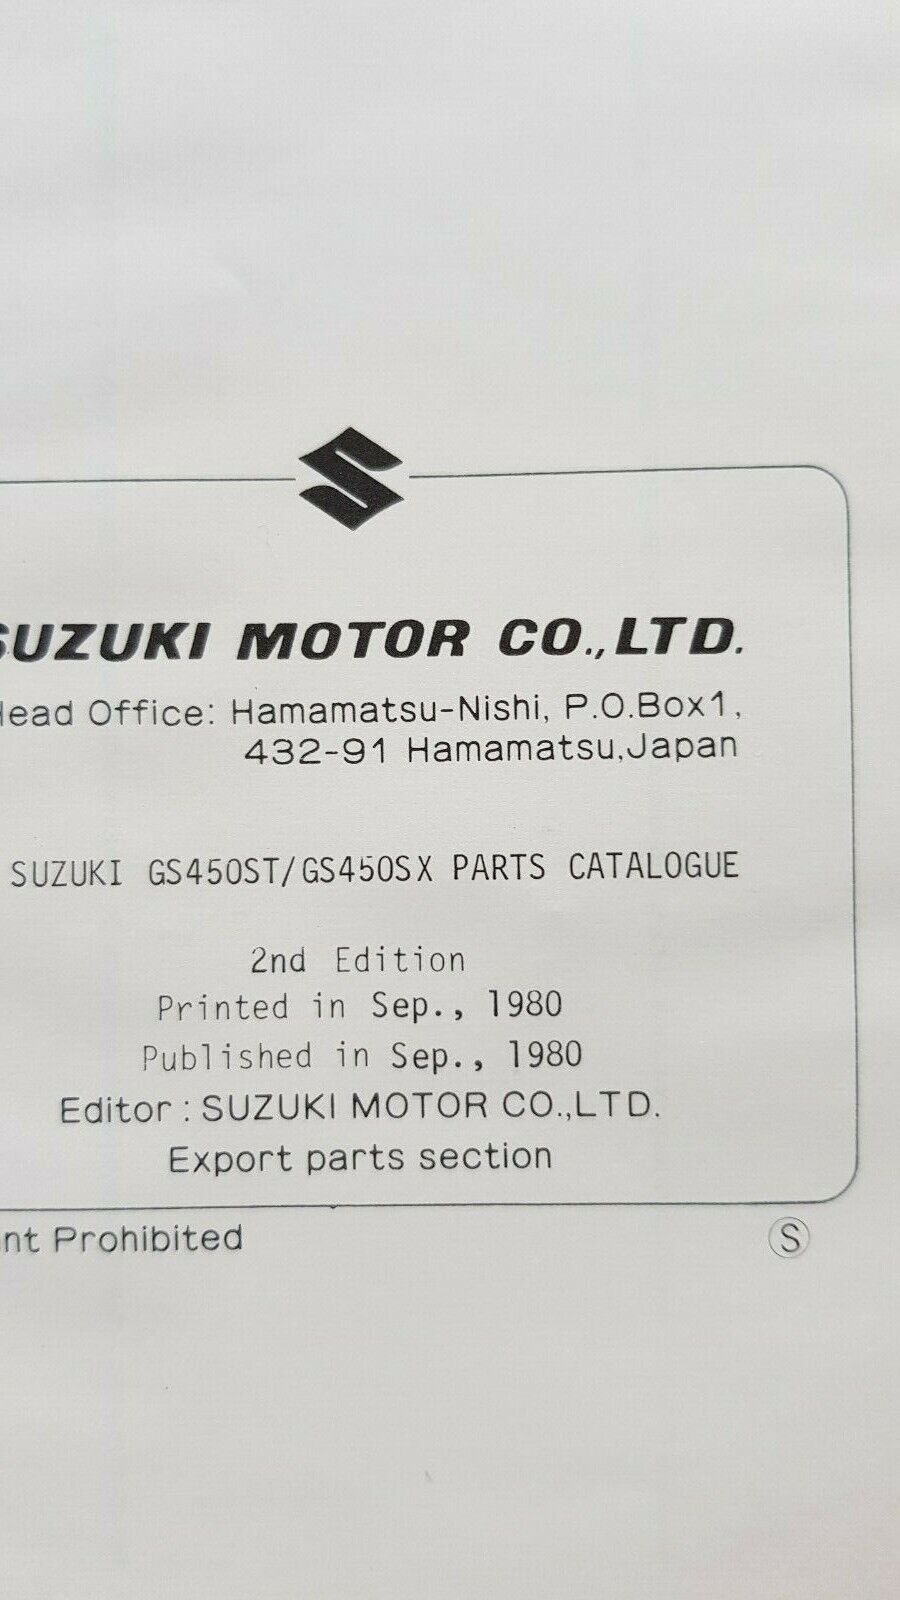 SUZUKI MOTOR CO.,LTD.
Head Office: Hamamatsu-Nishi, P.O.Box1,
432-91 Hamamatsu,Japan
SUZUKI GS450ST/GS450SX PARTS CATALOGUE
2nd Edition
Printed in Sep., 1980
Published in Sep., 1980
Editor : SUZUKI MOTOR CO.,LTD.
Export parts section
Prohibited
S